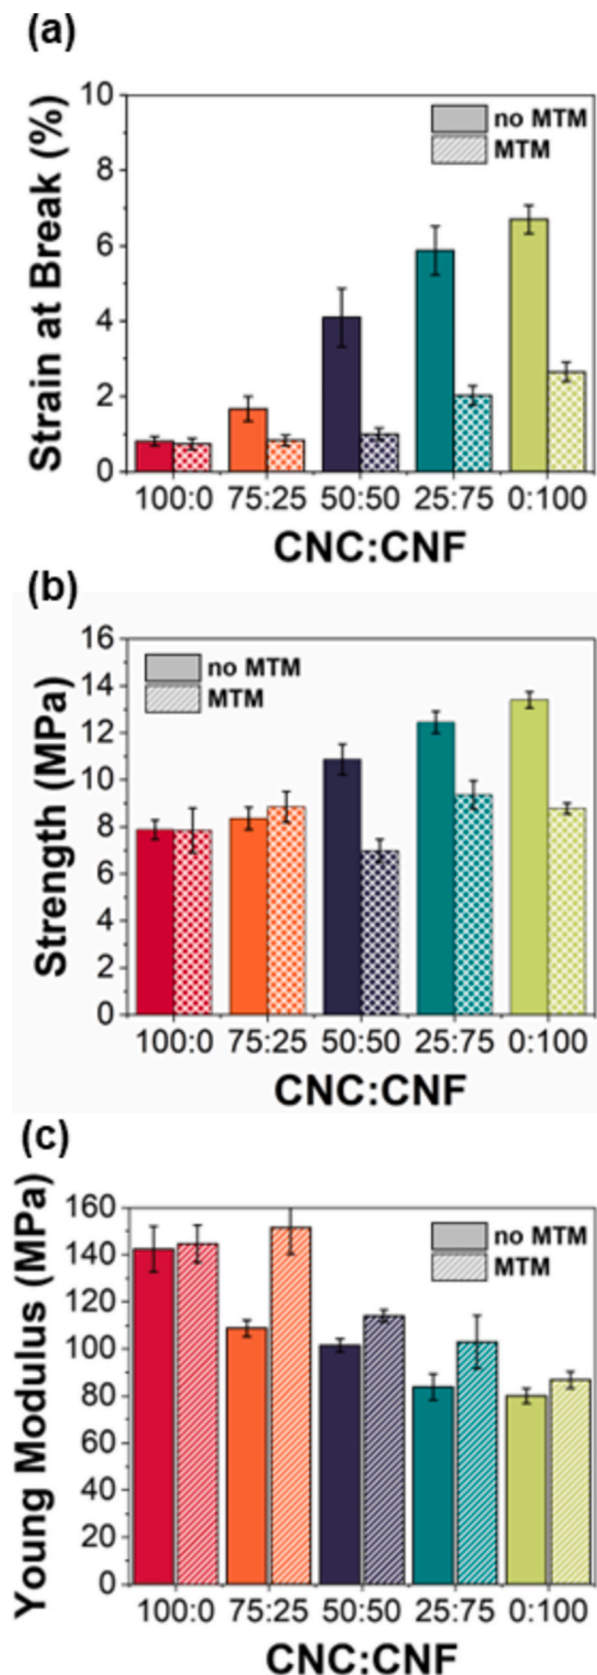 (a)
10
8
6
4
2
0
Strain at Break (%)
no MTM
MTM
100:0 75:25 50:50 25:75 0:100
CNC:CNF
(b)
16
14
12
10
8
6
4
2
0
Strength (MPa)
no MTM
MTM
100:0 75:25 50:50 25:75 0:100
CNC:CNF
(c)
160
140
120
100
80
60
40
20
0
Young Modulus (MPa)
no MTM
MTM
100:0 75:25 50:50 25:75 0:100
CNC:CNF